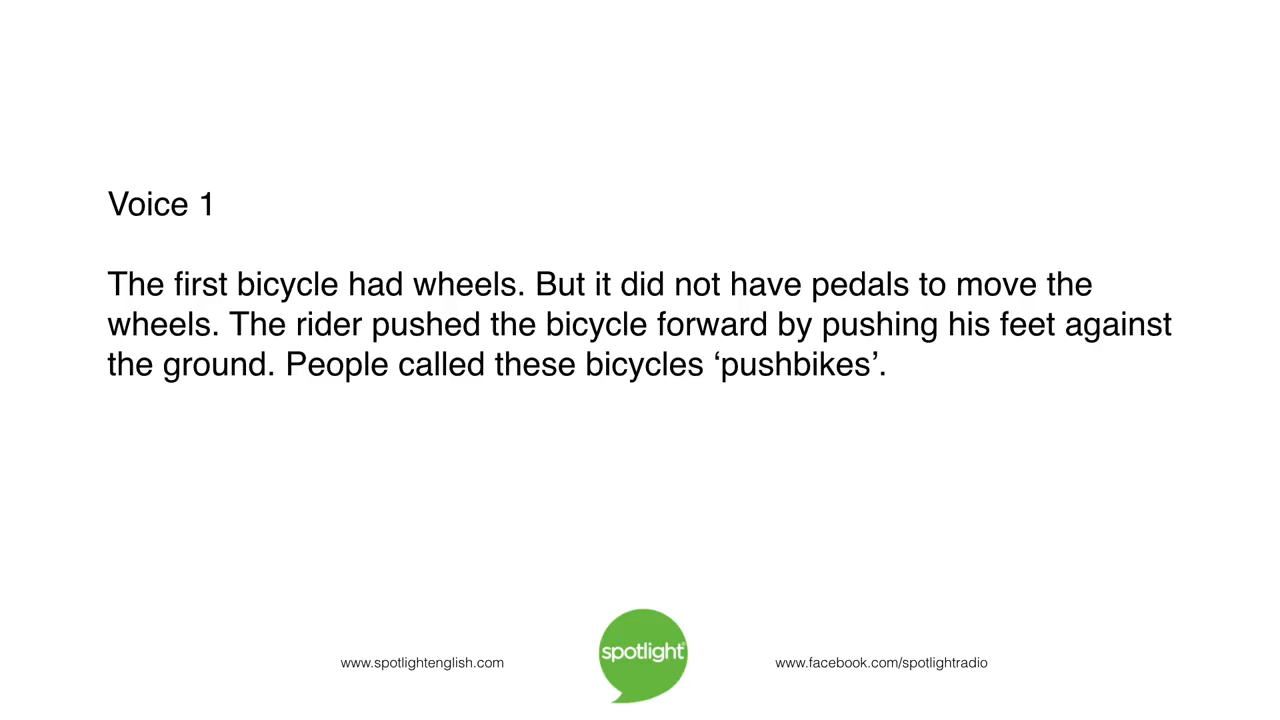 Voice 1
The first bicycle had wheels. But it did not have pedals to move the
wheels. The rider pushed the bicycle forward by pushing his feet against
the ground. People called these bicycles ‘pushbikes’.
spotlight®
www.spotlightenglish.com
www.facebook.com/spotlightradio